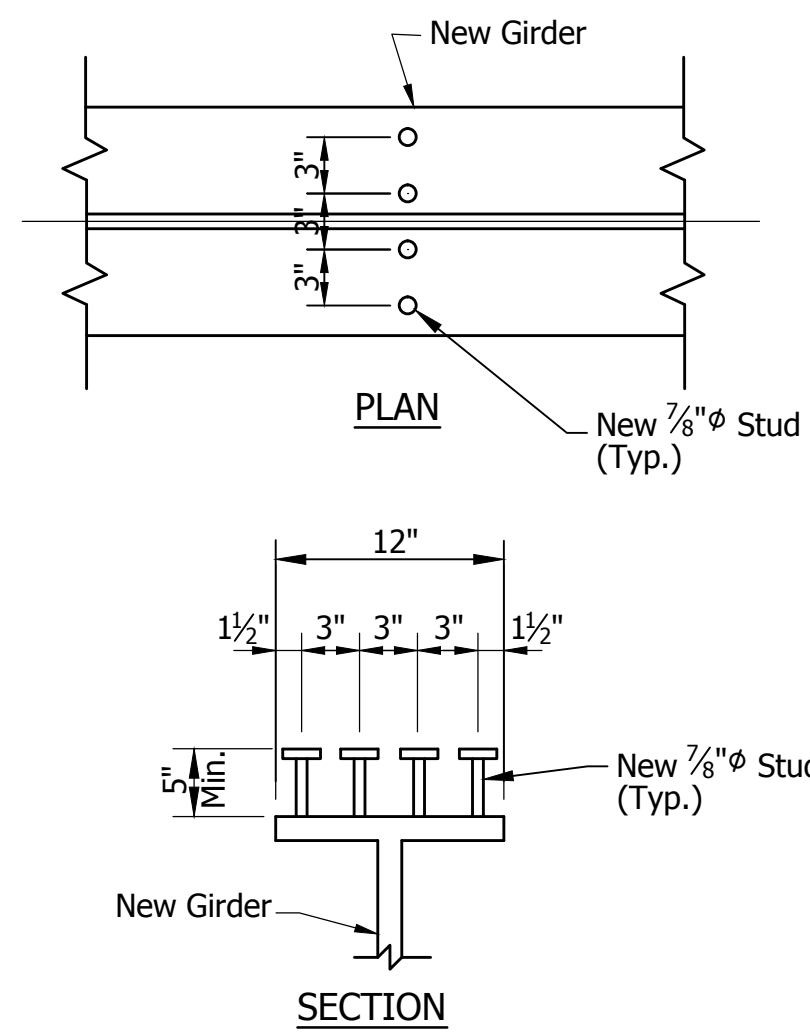 New Girder
3"
3"
3"
PLAN
New ⅞"ϕ Stud
(Typ.)
12"
1½" 3" 3" 3" 1½"
5"
Min.
New ⅞"ϕ Stud
(Typ.)
New Girder
SECTION